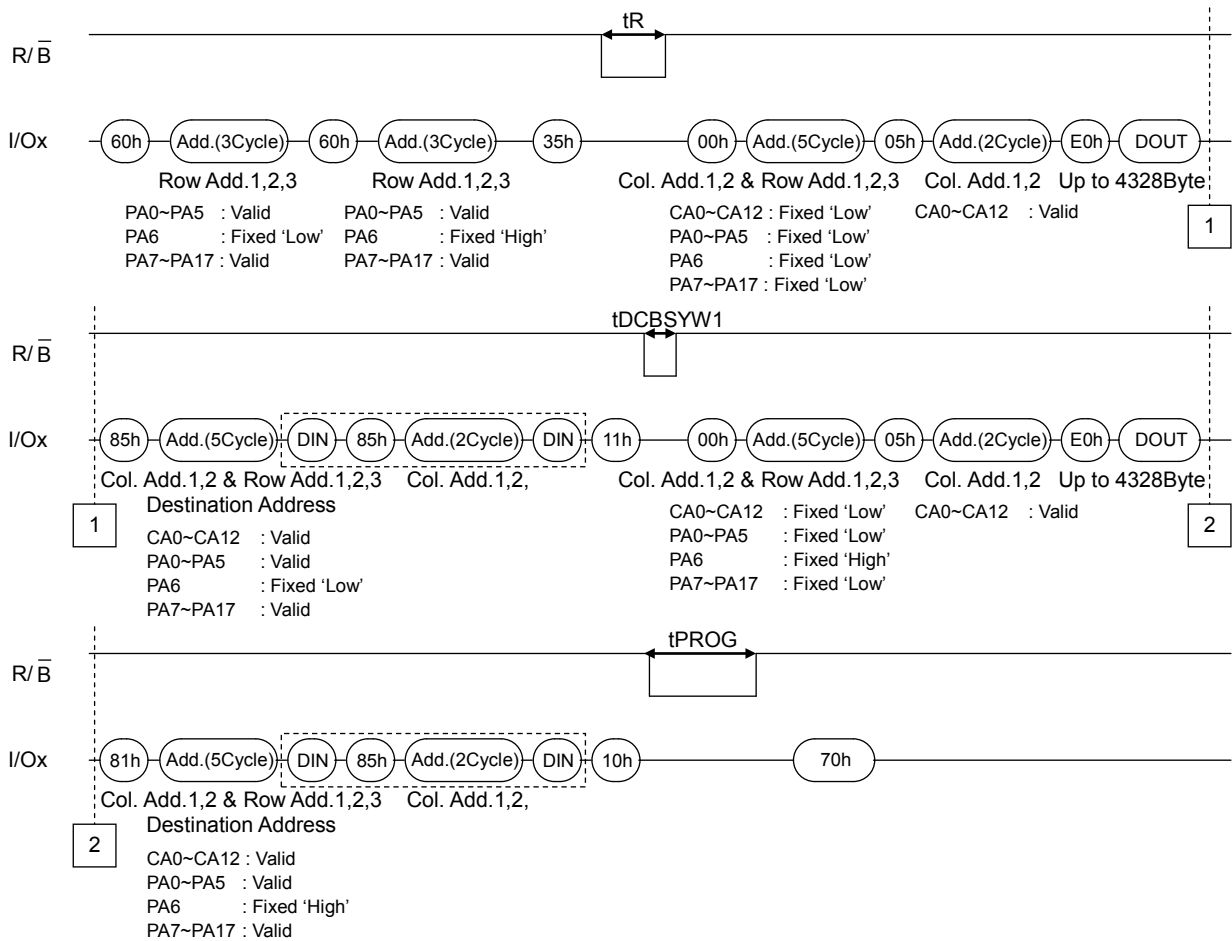 tR
R/B
I/Ox 60h Add.(3Cycle) 60h Add.(3Cycle) 35h 00h Add.(5Cycle) 05h Add.(2Cycle) E0h DOUT
Row Add.1,2,3 Row Add.1,2,3 Col. Add.1,2 & Row Add.1,2,3 Col. Add.1,2 Up to 4328Byte
PA0~PA5 : Valid PA0~PA5 : Valid CA0~CA12 : Fixed ‘Low’ CA0~CA12 : Valid
PA6 : Fixed ‘Low’ PA6 : Fixed ‘High’ PA0~PA5 : Fixed ‘Low’ 1
PA7~PA17 : Valid PA7~PA17 : Valid PA6 : Fixed ‘Low’
PA7~PA17 : Fixed ‘Low’
tDCBSYW1
R/B
I/Ox 85h Add.(5Cycle) DIN 85h Add.(2Cycle) DIN 11h 00h Add.(5Cycle) 05h Add.(2Cycle) E0h DOUT
Col. Add.1,2 & Row Add.1,2,3 Col. Add.1,2, Col. Add.1,2 & Row Add.1,2,3 Col. Add.1,2 Up to 4328Byte
1 Destination Address CA0~CA12 : Fixed ‘Low’ CA0~CA12 : Valid 2
CA0~CA12 : Valid PA0~PA5 : Fixed ‘Low’
PA0~PA5 : Valid PA6 : Fixed ‘High’
PA6 : Fixed ‘Low’ PA7~PA17 : Fixed ‘Low’
PA7~PA17 : Valid
tPROG
R/B
I/Ox 81h Add.(5Cycle) DIN 85h Add.(2Cycle) DIN 10h 70h
Col. Add.1,2 & Row Add.1,2,3 Col. Add.1,2,
2 Destination Address
CA0~CA12 : Valid
PA0~PA5 : Valid
PA6 : Fixed ‘High’
PA7~PA17 : Valid